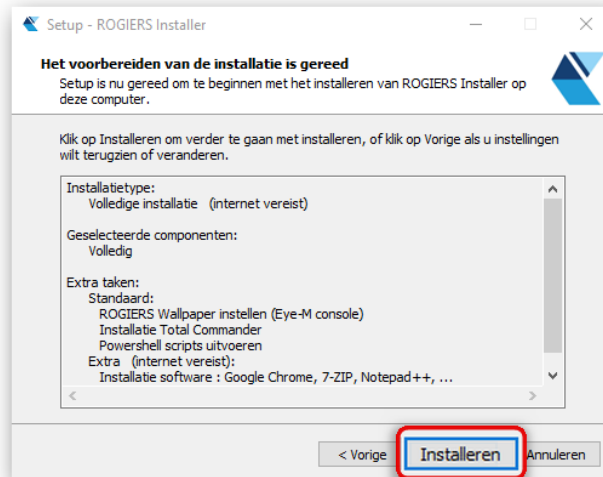 Setup - ROGIERS Installer
Het voorbereiden van de installatie is gereed
Setup is nu gereed om te beginnen met het installeren van ROGIERS Installer op
deze computer.
Klik op Installeren om verder te gaan met installeren, of klik op Vorige als u instellingen
wilt terugzien of veranderen.
Installatietype:
Volledige installatie (internet vereist)
Geselecteerde componenten:
Volledig
Extra taken:
Standaard:
ROGIERS Wallpaper instellen (Eye-M console)
Installatie Total Commander
Powershell scripts uitvoeren
Extra (internet vereist):
Installatie software : Google Chrome, 7-ZIP, Notepad++, ...
< Vorige Installeren Annuleren